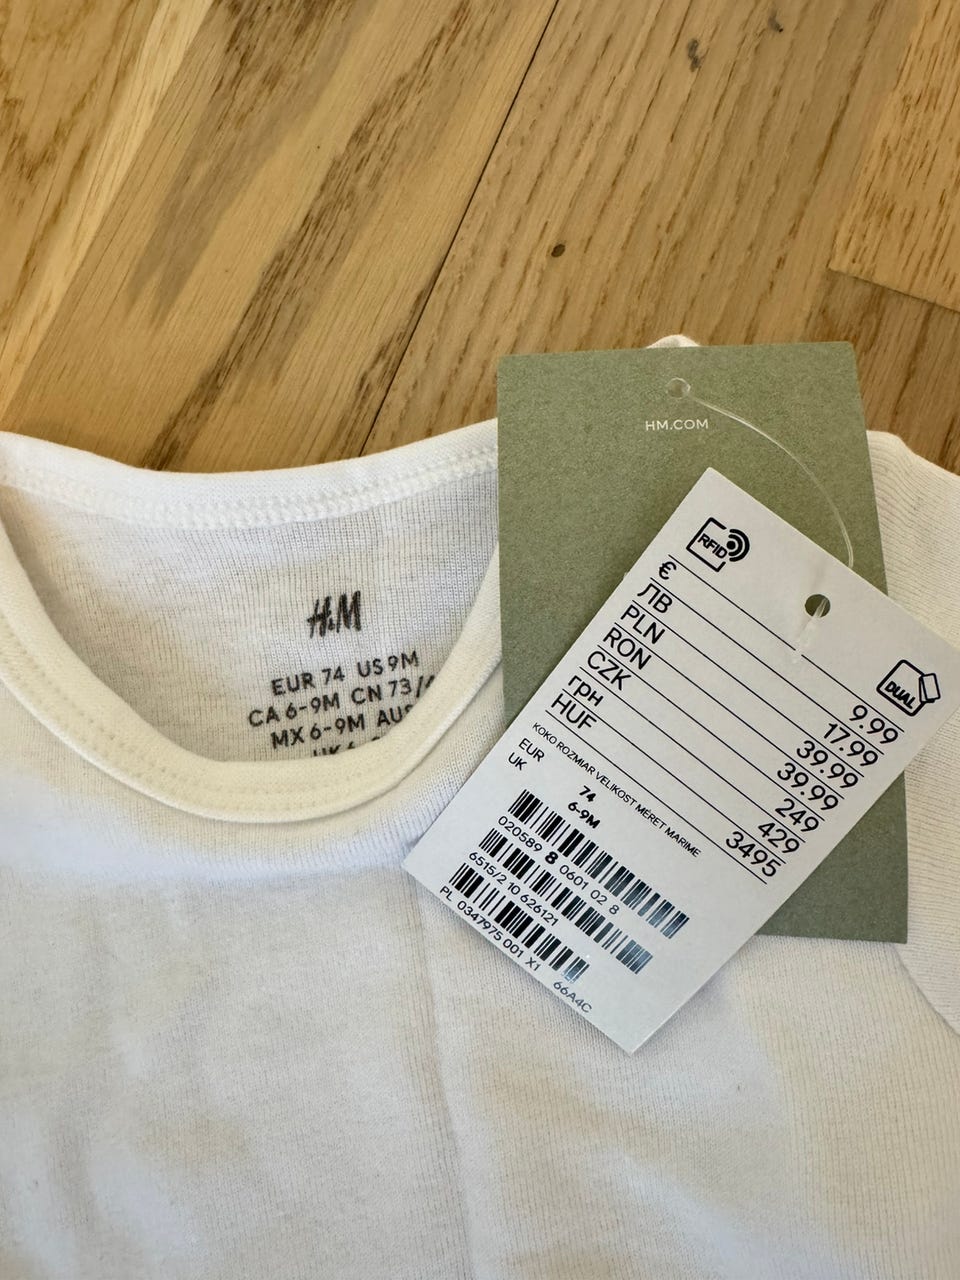 HM.COM
H&M
EUR 74 US 9M
CA 6-9M CN 73/
MX 6-9M AUS
UK 6
RFID
DUAL
€ 9.99
ЛВ 17.99
PLN 39.99
RON 39.99
CZK 249
грн 429
HUF 3495
KOKO ROZMIAR VELIKOST MÉRET MARIME
EUR 74
UK 6-9M
020589 8 0601 02 8
6515/2 10 626121
PL 0347975 001 X1 66A4C